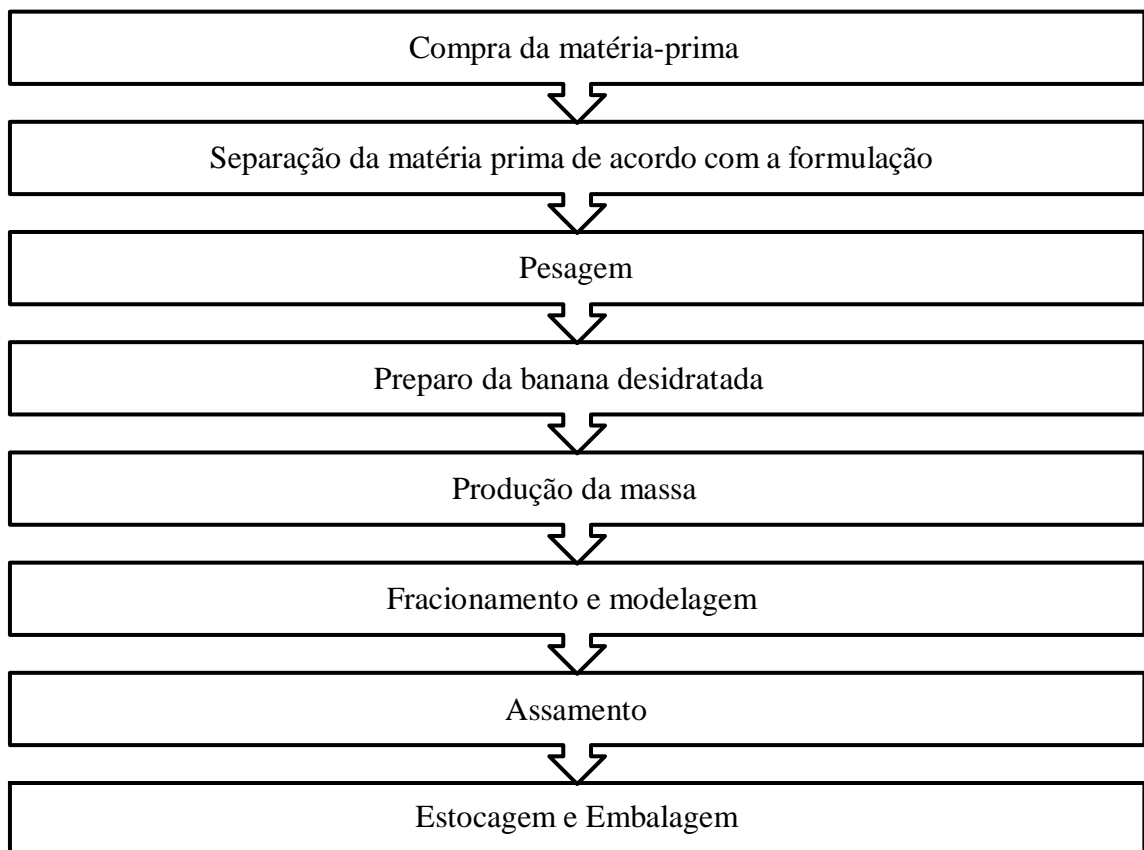 Compra da matéria-prima
Separação da matéria prima de acordo com a formulação
Pesagem
Preparo da banana desidratada
Produção da massa
Fracionamento e modelagem
Assamento
Estocagem e Embalagem